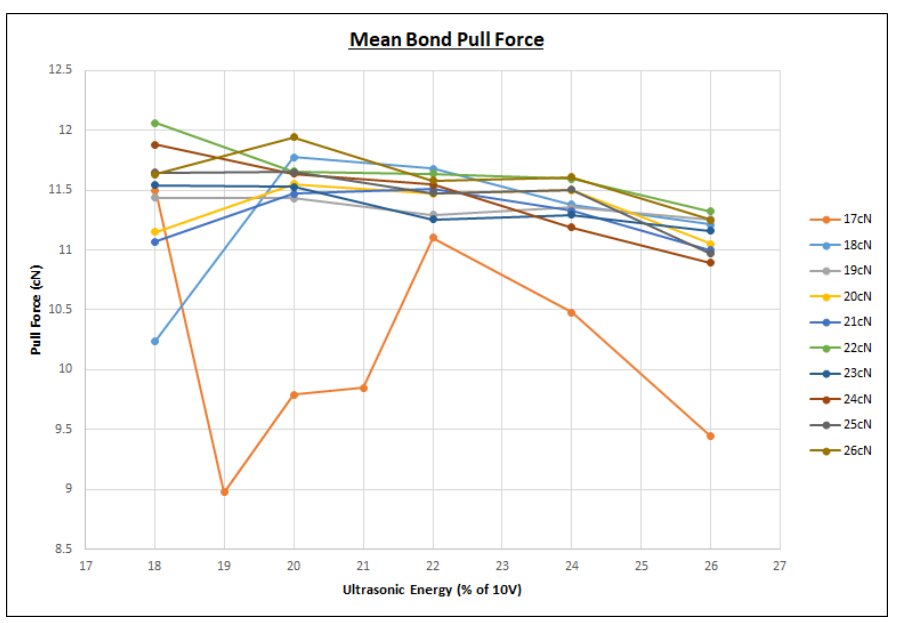 Mean Bond Pull Force
12.5
12
11.5
11
10.5
10
9.5
9
8.5
Pull Force (cN)
17 18 19 20 21 22 23 24 25 26 27
Ultrasonic Energy (% of 10V)
17cN
18cN
19cN
20cN
21cN
22cN
23cN
24cN
25cN
26cN